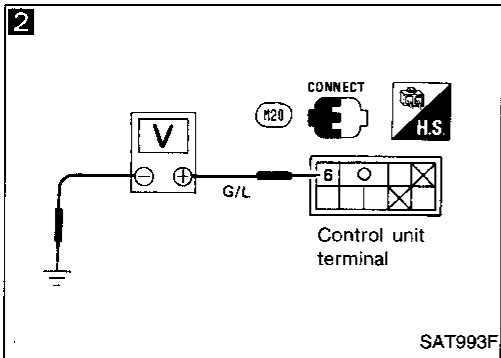 2
CONNECT
M20
H.S.
V
− +
G/L
6
Control unit
terminal
SAT993F